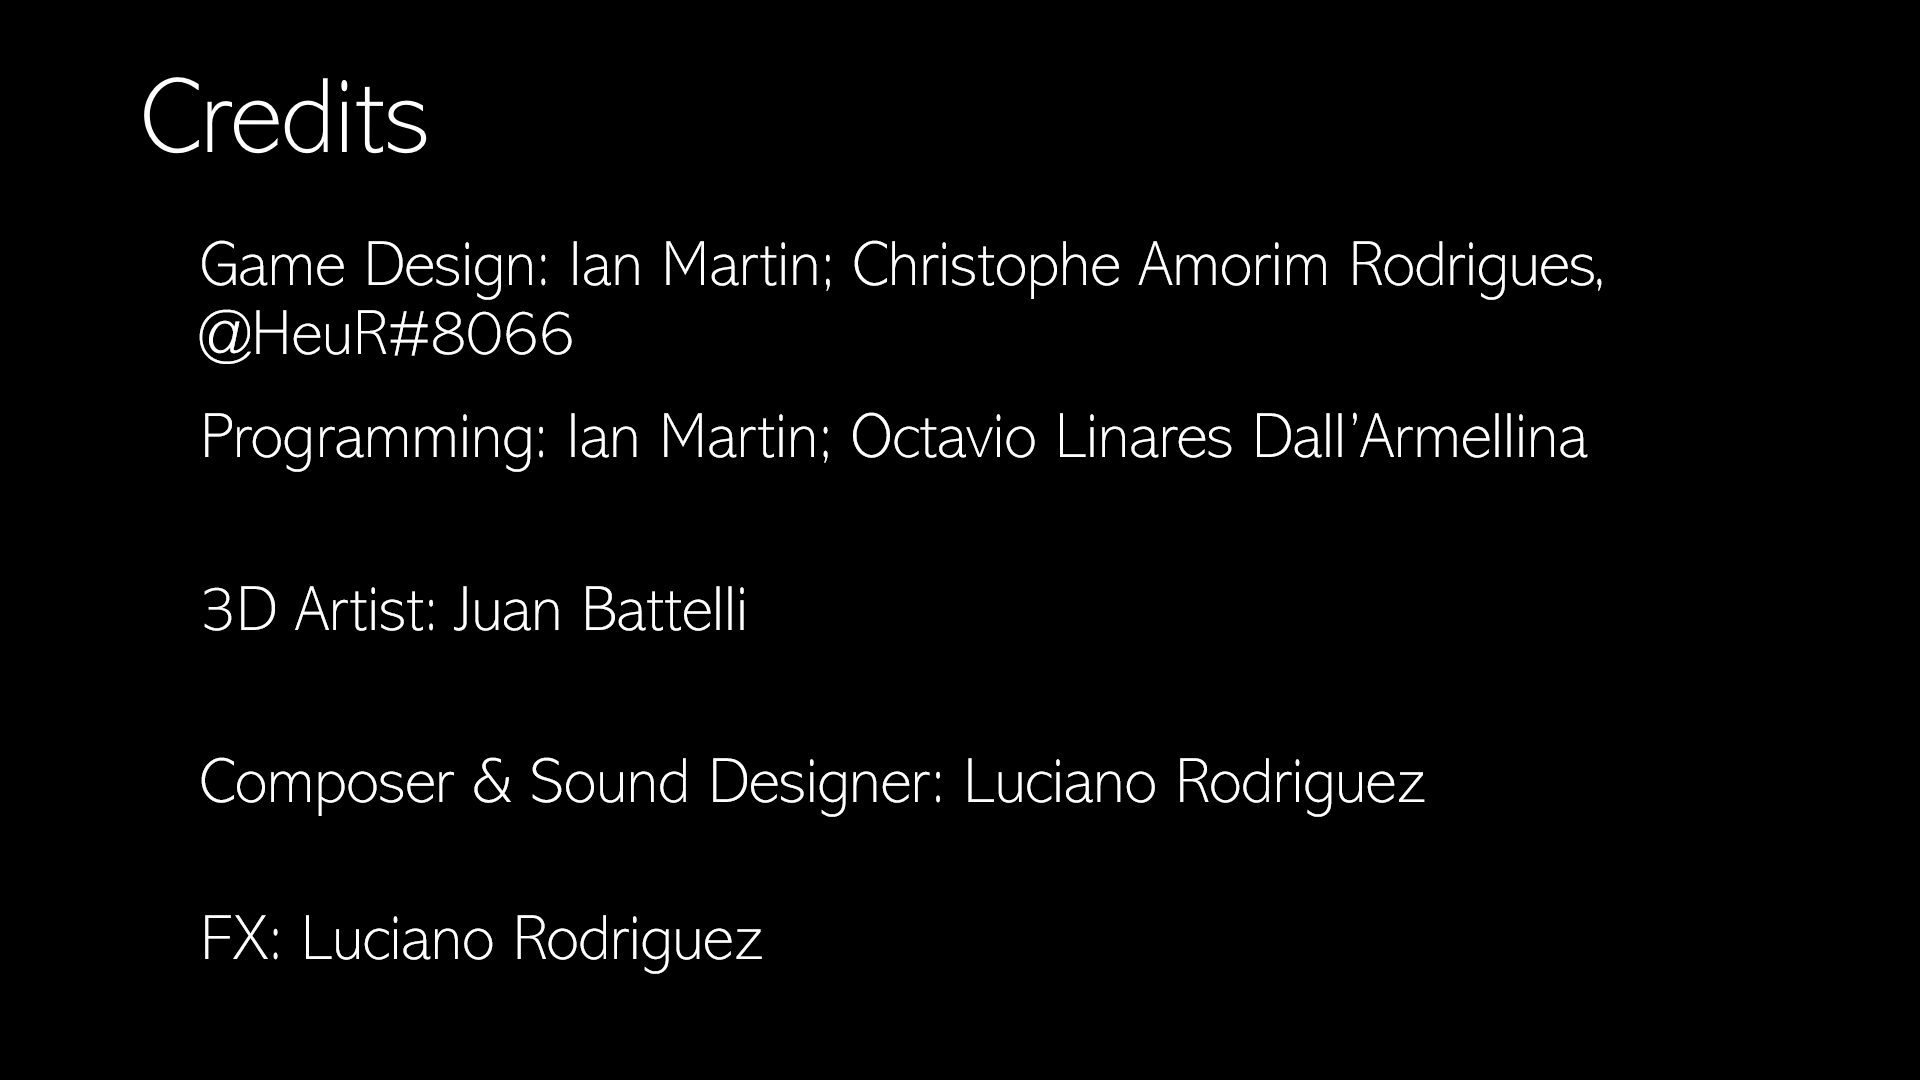 Credits
Game Design: Ian Martin; Christophe Amorim Rodrigues,
@HeuR#8066
Programming: Ian Martin; Octavio Linares Dall’Armellina
3D Artist: Juan Battelli
Composer & Sound Designer: Luciano Rodriguez
FX: Luciano Rodriguez